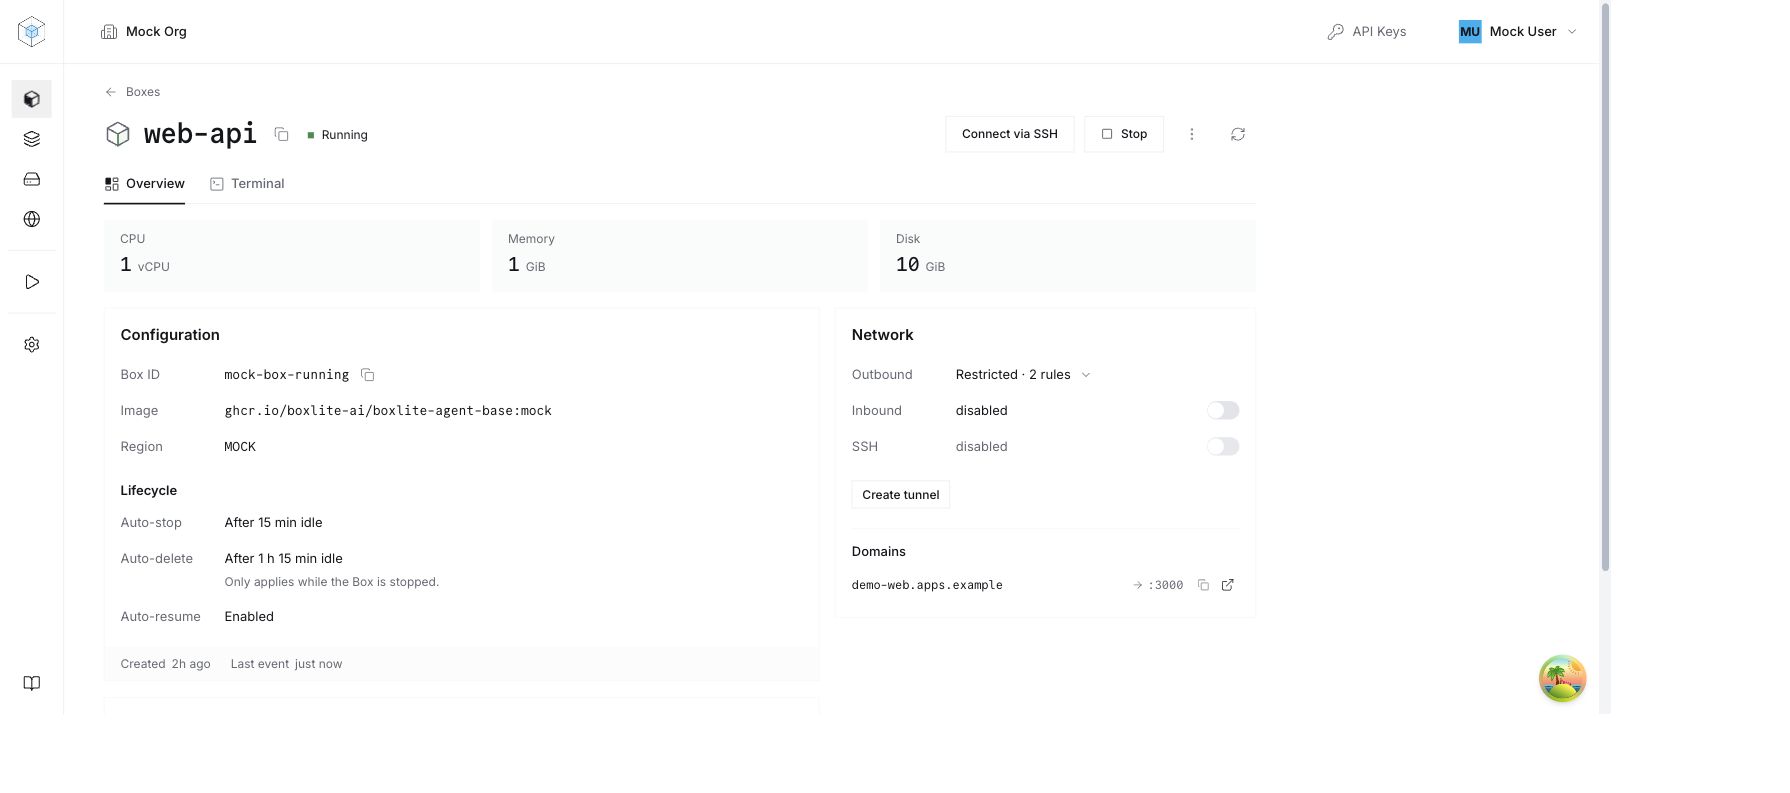 Mock Org
API Keys
MU Mock User
Boxes
web-api
Running
Connect via SSH
Stop
Overview
Terminal
CPU
1 vCPU
Memory
1 GiB
Disk
10 GiB
Configuration
Box ID mock-box-running
Image ghcr.io/boxlite-ai/boxlite-agent-base:mock
Region MOCK
Lifecycle
Auto-stop After 15 min idle
Auto-delete After 1 h 15 min idle
Only applies while the Box is stopped.
Auto-resume Enabled
Created 2h ago Last event just now
Network
Outbound Restricted · 2 rules
Inbound disabled
SSH disabled
Create tunnel
Domains
demo-web.apps.example → :3000